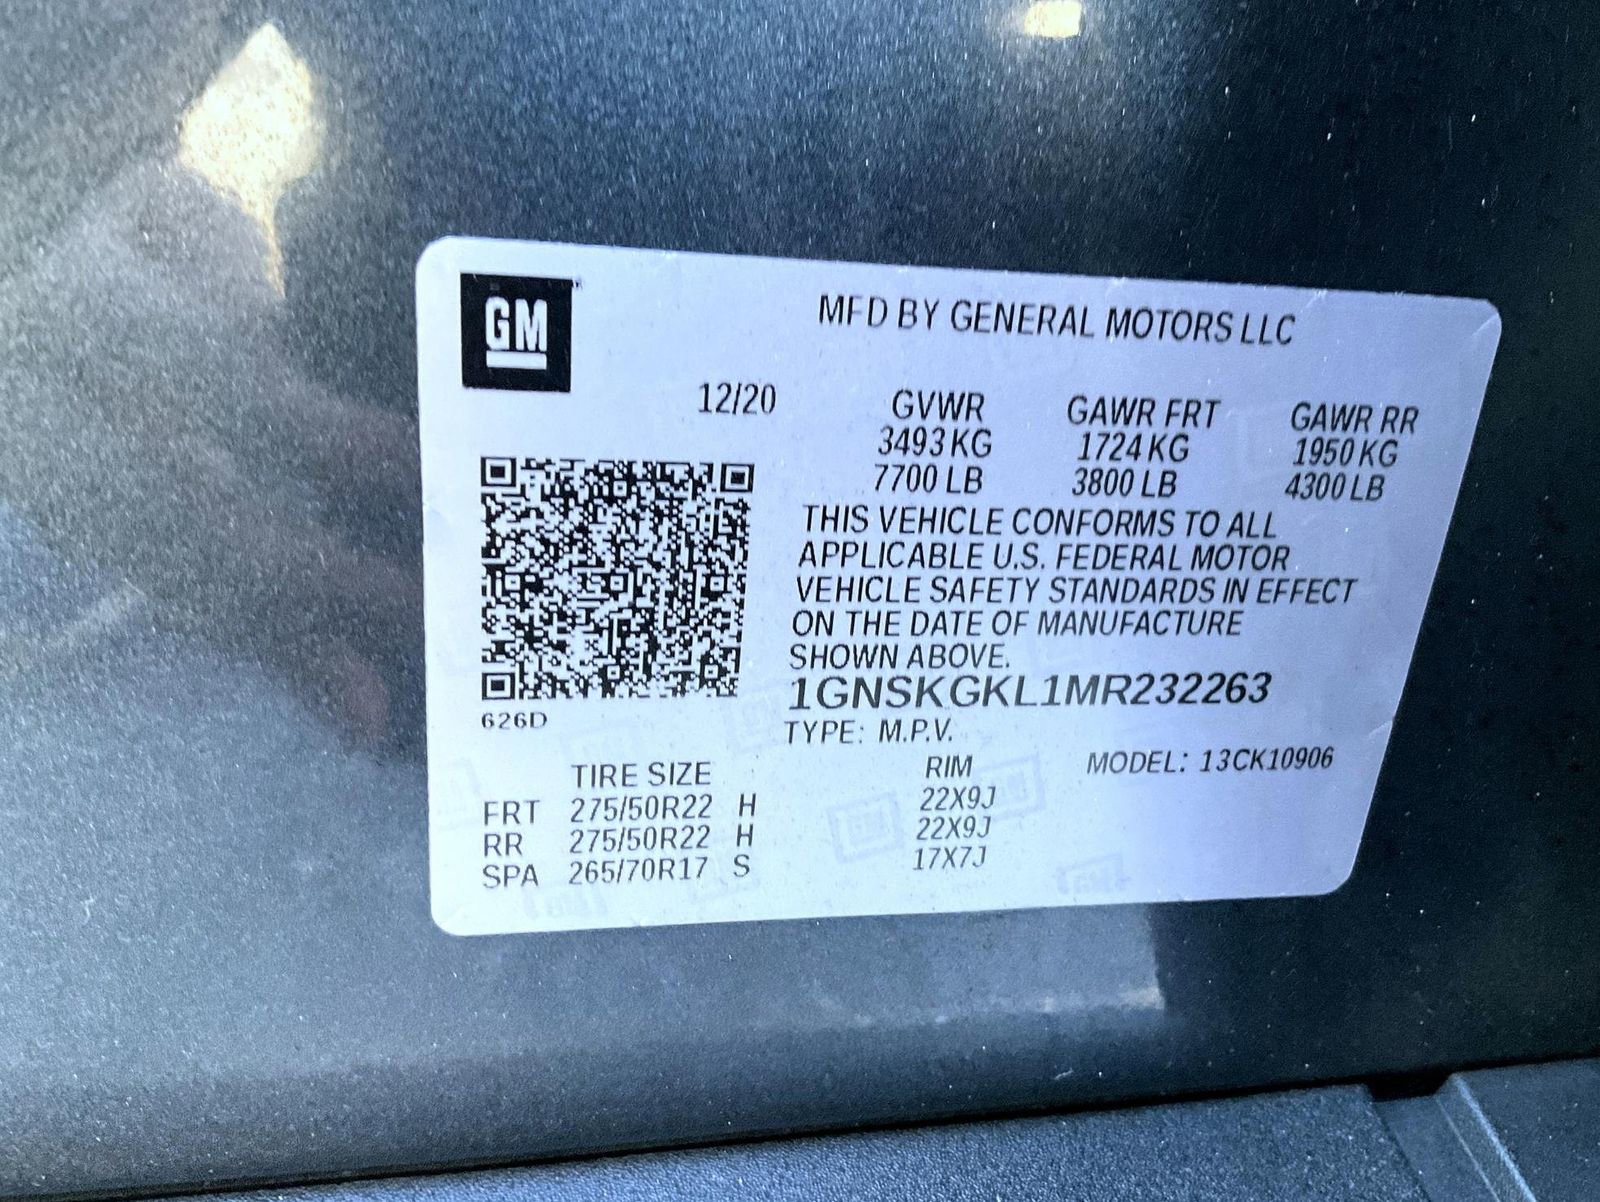 GM
MFD BY GENERAL MOTORS LLC
12/20 GVWR GAWR FRT GAWR RR
3493 KG 1724 KG 1950 KG
7700 LB 3800 LB 4300 LB
THIS VEHICLE CONFORMS TO ALL
APPLICABLE U.S. FEDERAL MOTOR
VEHICLE SAFETY STANDARDS IN EFFECT
ON THE DATE OF MANUFACTURE
SHOWN ABOVE.
1GNSKGKL1MR232263
626D
TYPE: M.P.V.
TIRE SIZE RIM MODEL: 13CK10906
FRT 275/50R22 H 22X9J
RR 275/50R22 H 22X9J
SPA 265/70R17 S 17X7J